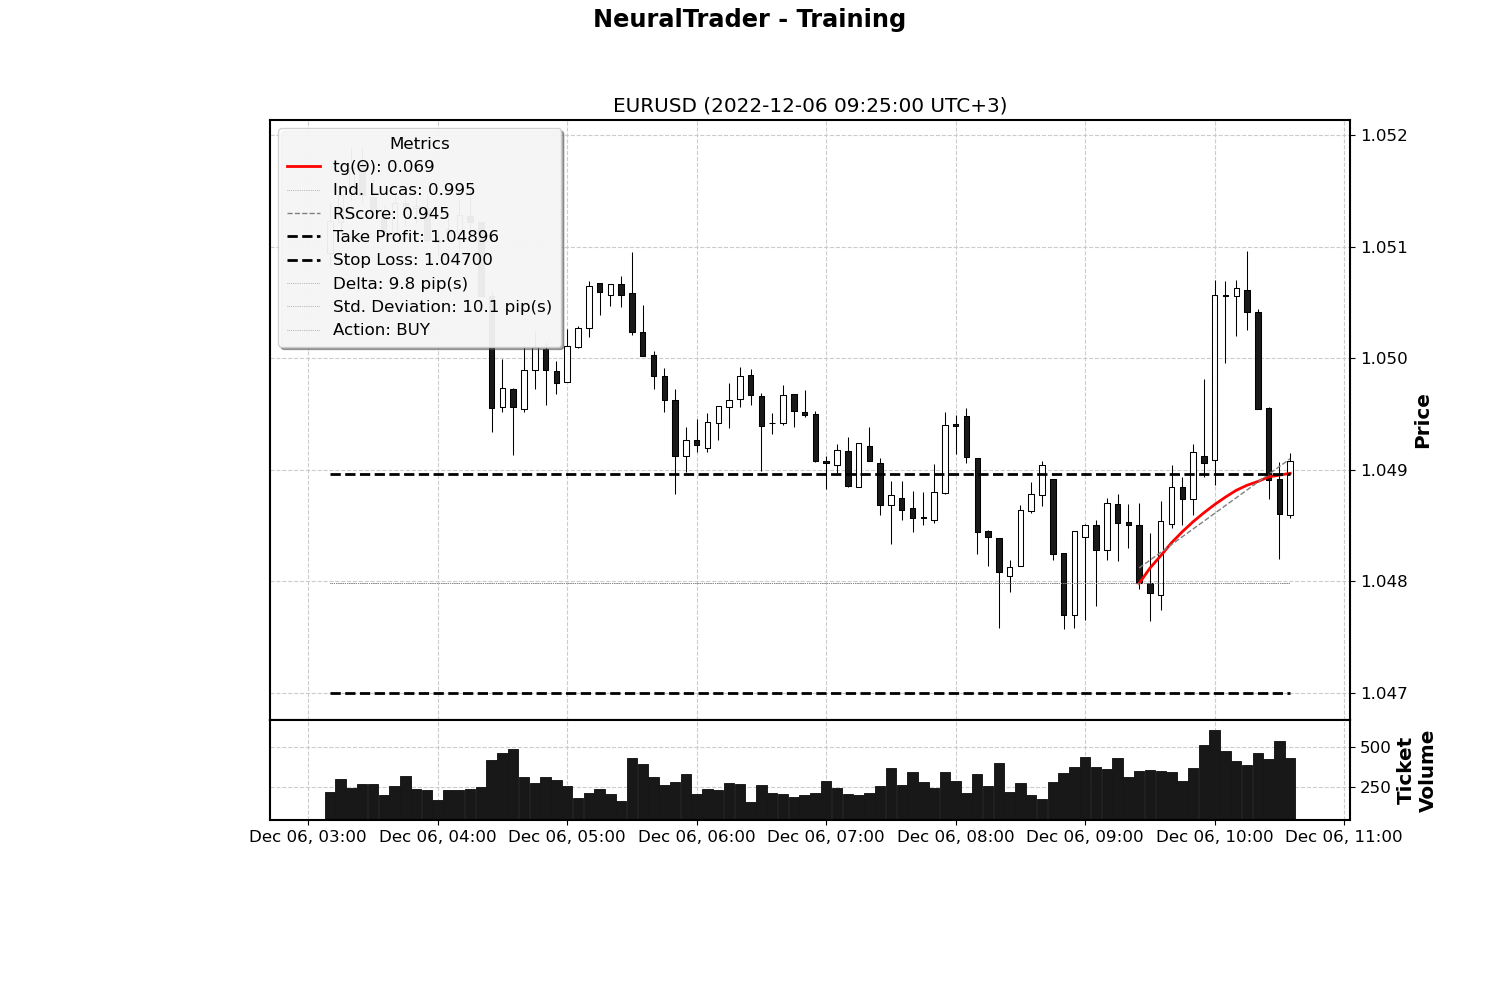 NeuralTrader - Training
EURUSD (2022-12-06 09:25:00 UTC+3)
Metrics
tg(Θ): 0.069
Ind. Lucas: 0.995
RScore: 0.945
Take Profit: 1.04896
Stop Loss: 1.04700
Delta: 9.8 pip(s)
Std. Deviation: 10.1 pip(s)
Action: BUY
1.052
1.051
1.050
1.049
1.048
1.047
Price
500
250
Ticket
Volume
Dec 06, 03:00 Dec 06, 04:00 Dec 06, 05:00 Dec 06, 06:00 Dec 06, 07:00 Dec 06, 08:00 Dec 06, 09:00 Dec 06, 10:00 Dec 06, 11:00